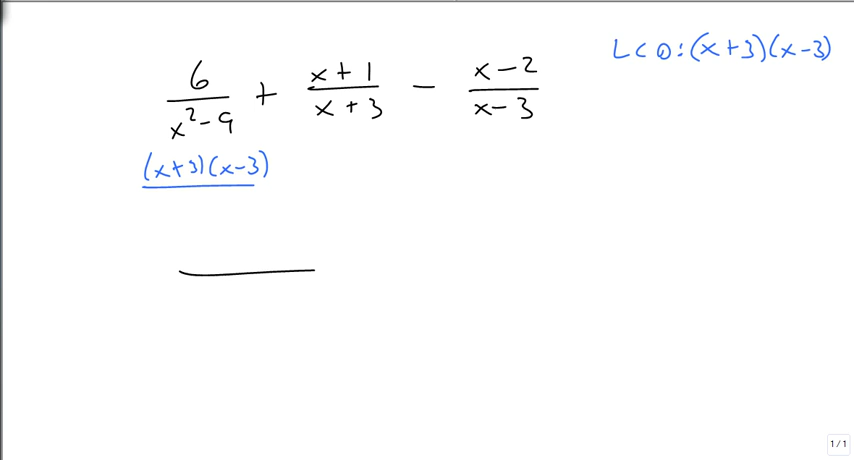 LCD: (x+3)(x-3)
6/(x²-9) + (x+1)/(x+3) - (x-2)/(x-3)
(x+3)(x-3)
1/1